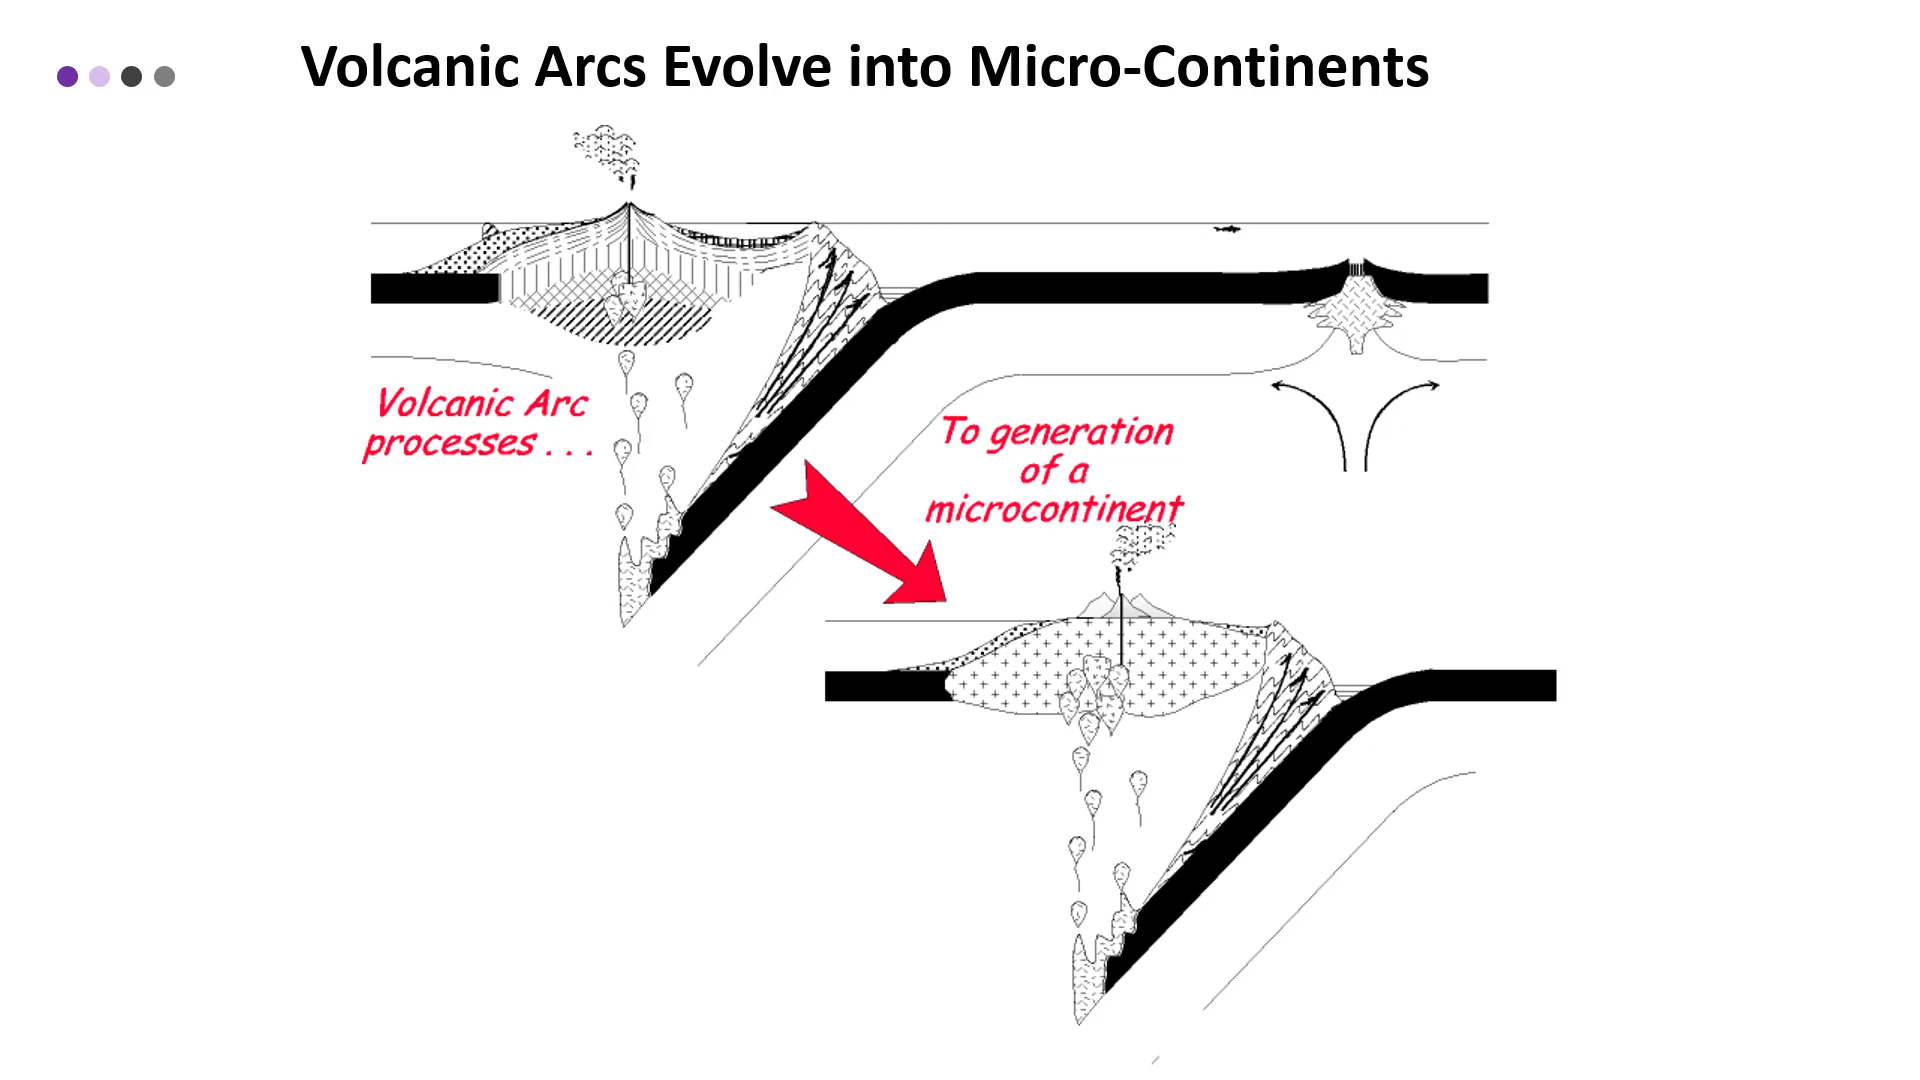 Volcanic Arcs Evolve into Micro-Continents
Volcanic Arc
processes . . .
To generation
of a
microcontinent